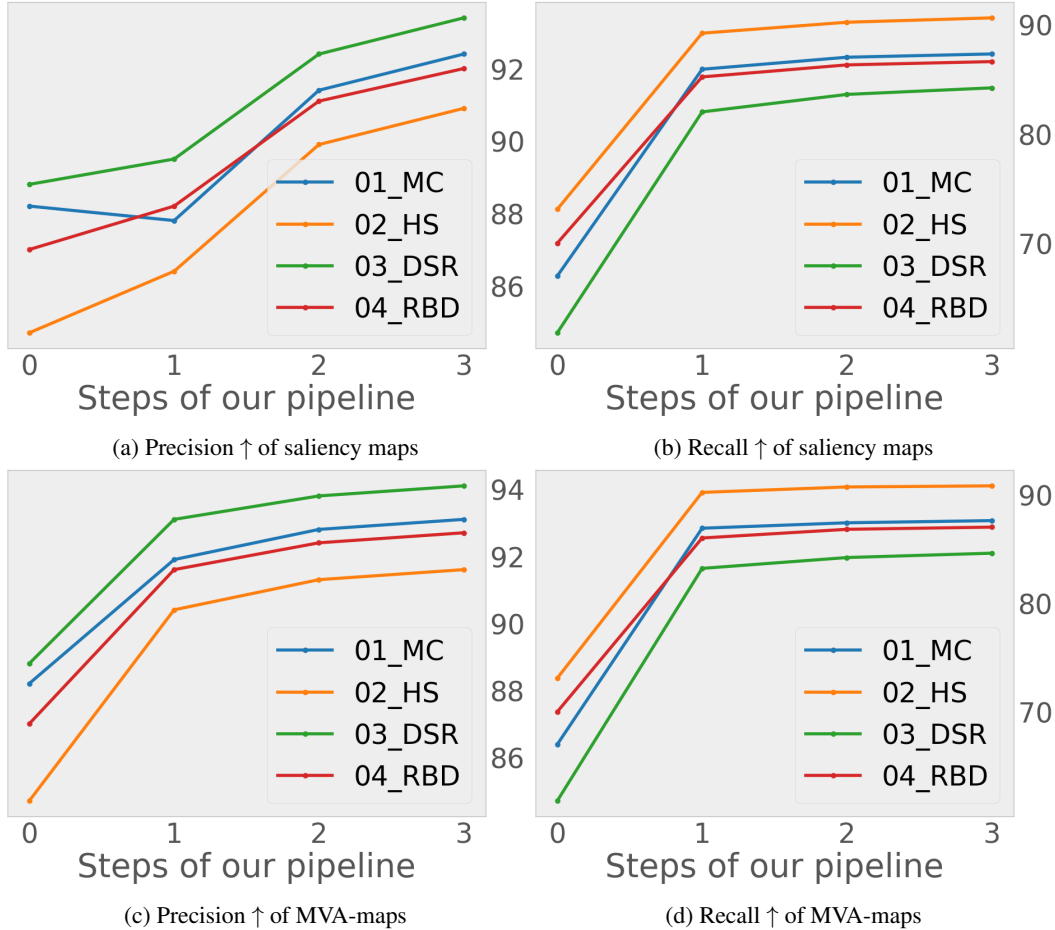 92
90
88
86
01_MC
02_HS
03_DSR
04_RBD
0 1 2 3
Steps of our pipeline
(a) Precision ↑ of saliency maps
90
80
70
01_MC
02_HS
03_DSR
04_RBD
0 1 2 3
Steps of our pipeline
(b) Recall ↑ of saliency maps
94
92
90
88
86
01_MC
02_HS
03_DSR
04_RBD
0 1 2 3
Steps of our pipeline
(c) Precision ↑ of MVA-maps
90
80
70
01_MC
02_HS
03_DSR
04_RBD
0 1 2 3
Steps of our pipeline
(d) Recall ↑ of MVA-maps